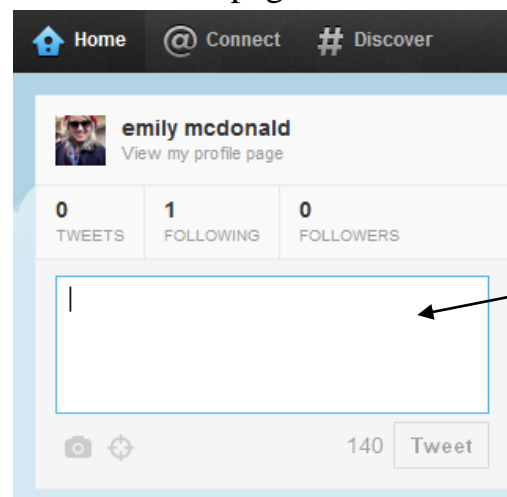 Home @ Connect # Discover
emily mcdonald
View my profile page
0 1 0
TWEETS FOLLOWING FOLLOWERS
140 Tweet